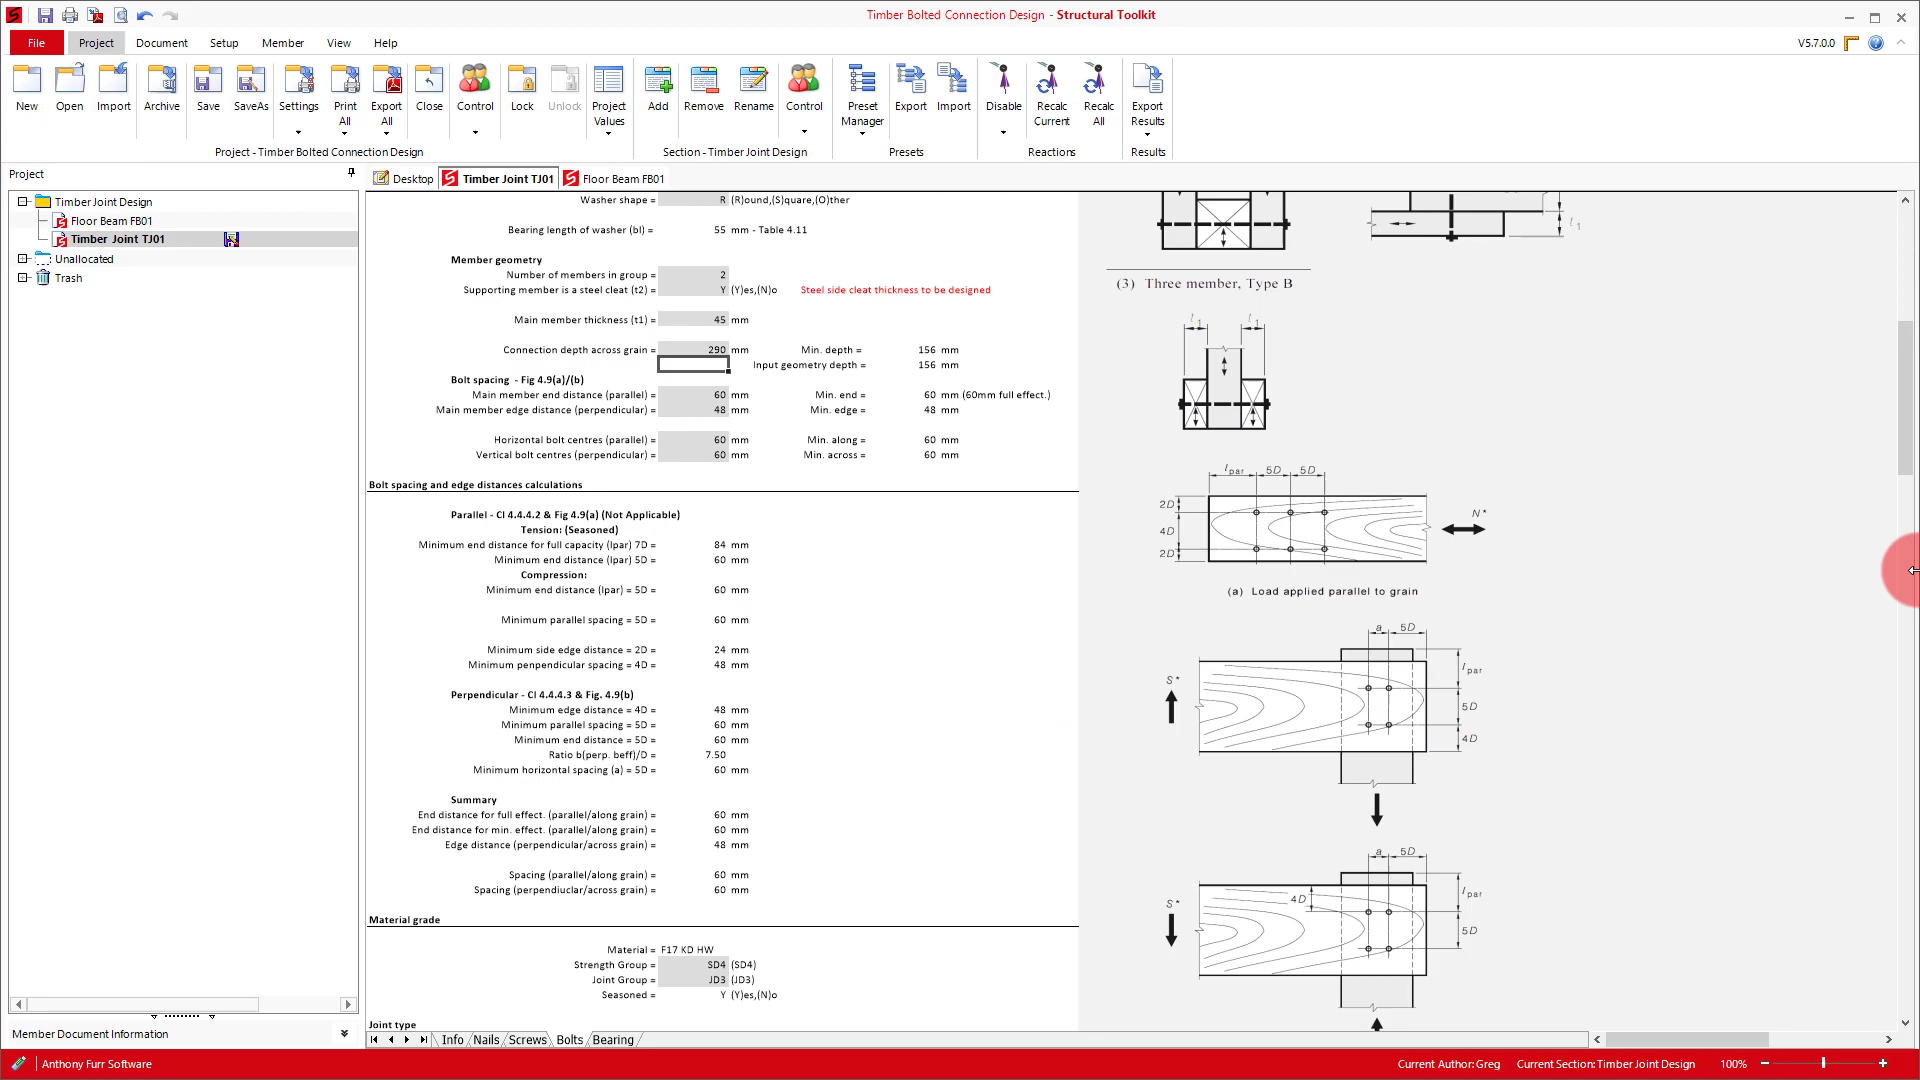 Timber Bolted Connection Design - Structural Toolkit
File Project Document Setup Member View Help V5.7.0.0
New Open Import Archive Save SaveAs Settings Print All Export All Close Control Lock Unlock Project Values Add Remove Rename Control Preset Manager Export Import Disable Recalc Current Recalc All Export Results
Project - Timber Bolted Connection Design Section - Timber Joint Design Presets Reactions Results
Project
Timber Joint Design
Floor Beam FB01
Timber Joint TJ01
Unallocated
Trash
Member Document Information
Desktop Timber Joint TJ01 Floor Beam FB01
Washer shape = R (R)ound,(S)quare,(O)ther
Bearing length of washer (bl) = 55 mm - Table 4.11
Member geometry
Number of members in group = 2
Supporting member is a steel cleat (t2) = Y (Y)es,(N)o Steel side cleat thickness to be designed
Main member thickness (t1) = 45 mm
Connection depth across grain = 290 mm Min. depth = 156 mm
Input geometry depth = 156 mm
Bolt spacing - Fig 4.9(a)/(b)
Main member end distance (parallel) = 60 mm Min. end = 60 mm (60mm full effect.)
Main member edge distance (perpendicular) = 48 mm Min. edge = 48 mm
Horizontal bolt centres (parallel) = 60 mm Min. along = 60 mm
Vertical bolt centres (perpendicular) = 60 mm Min. across = 60 mm
Bolt spacing and edge distances calculations
Parallel - Cl 4.4.4.2 & Fig 4.9(a) (Not Applicable)
Tension: (Seasoned)
Minimum end distance for full capacity (lpar) 7D = 84 mm
Minimum end distance (lpar) 5D = 60 mm
Compression:
Minimum end distance (lpar) = 5D = 60 mm
Minimum parallel spacing = 5D = 60 mm
Minimum side edge distance = 2D = 24 mm
Minimum penpendicular spacing = 4D = 48 mm
Perpendicular - Cl 4.4.4.3 & Fig. 4.9(b)
Minimum edge distance = 4D = 48 mm
Minimum parallel spacing = 5D = 60 mm
Minimum end distance = 5D = 60 mm
Ratio b(perp. beff)/D = 7.50
Minimum horizontal spacing (a) = 5D = 60 mm
Summary
End distance for full effect. (parallel/along grain) = 60 mm
End distance for min. effect. (parallel/along grain) = 60 mm
Edge distance (perpendicular/across grain) = 48 mm
Spacing (parallel/along grain) = 60 mm
Spacing (perpendiuclar/across grain) = 60 mm
Material grade
Material = F17 KD HW
Strength Group = SD4 (SD4)
Joint Group = JD3 (JD3)
Seasoned = Y (Y)es,(N)o
Joint type
Info Nails Screws Bolts Bearing
l1
(3) Three member, Type B
l1 l1
lpar 5D 5D
2D
4D
2D
N*
(a) Load applied parallel to grain
a 5D
S*
lpar
5D
4D
a 5D
S*
4D
lpar
5D
Anthony Furr Software Current Author: Greg Current Section: Timber Joint Design 100%